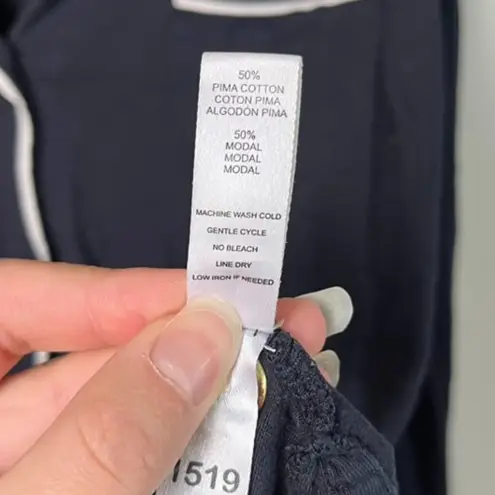 50%
PIMA COTTON
COTON PIMA
ALGODÓN PIMA
50%
MODAL
MODAL
MODAL
MACHINE WASH COLD
GENTLE CYCLE
NO BLEACH
LINE DRY
LOW IRON IF NEEDED
1519